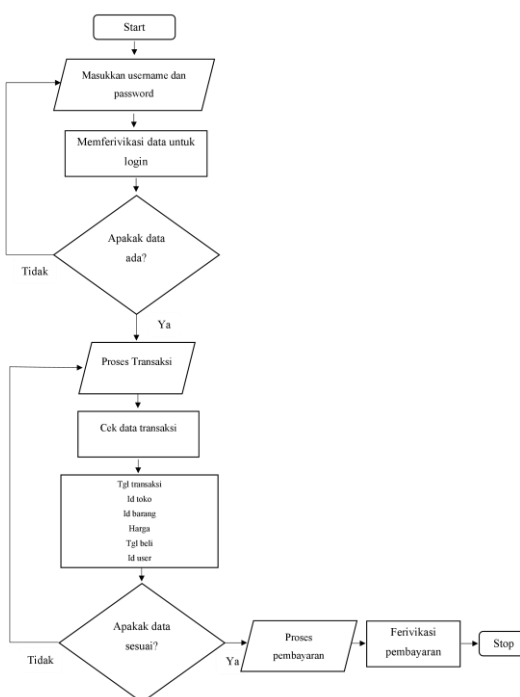 Start
Masukkan username dan
password
Memferivikasi data untuk
login
Apakak data
ada?
Tidak
Ya
Proses Transaksi
Cek data transaksi
Tgl transaksi
Id toko
Id barang
Harga
Tgl beli
Id user
Apakak data
sesuai?
Tidak
Ya
Proses
pembayaran
Ferivikasi
pembayaran
Stop